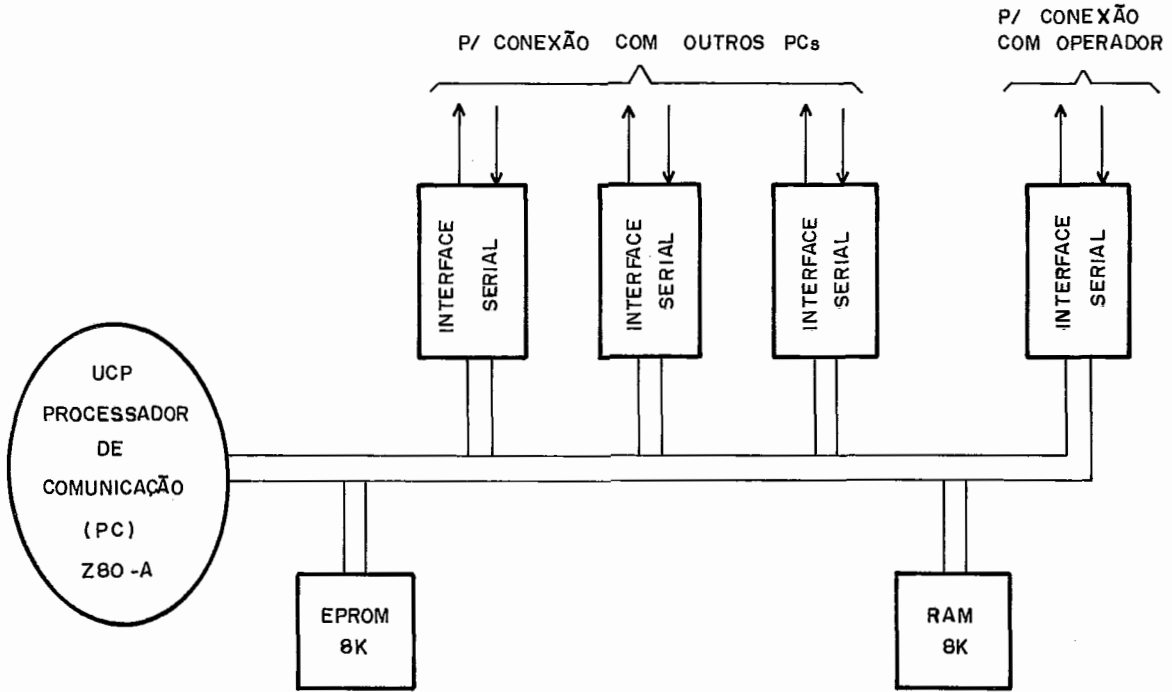 P/ CONEXÃO COM OUTROS PCs
P/ CONEXÃO
COM OPERADOR
INTERFACE
SERIAL
INTERFACE
SERIAL
INTERFACE
SERIAL
INTERFACE
SERIAL
UCP
PROCESSADOR
DE
COMUNICAÇÃO
(PC)
Z80-A
EPROM
8K
RAM
8K